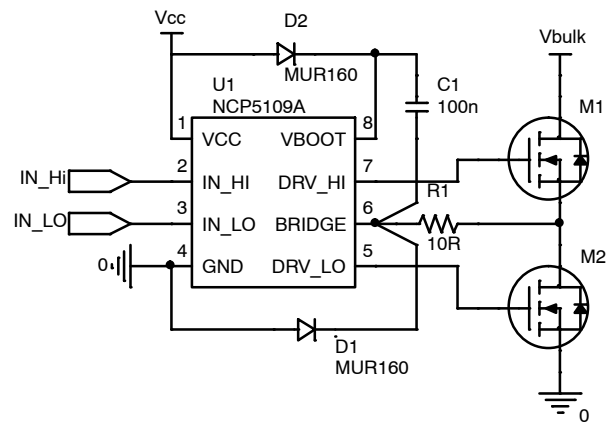 Vcc
D2
MUR160
Vbulk
U1
NCP5109A
C1
100n
M1
1
VCC
VBOOT
8
IN_Hi
2
IN_HI
DRV_HI
7
R1
IN_LO
3
IN_LO
BRIDGE
6
10R
0
4
GND
DRV_LO
5
M2
D1
MUR160
0